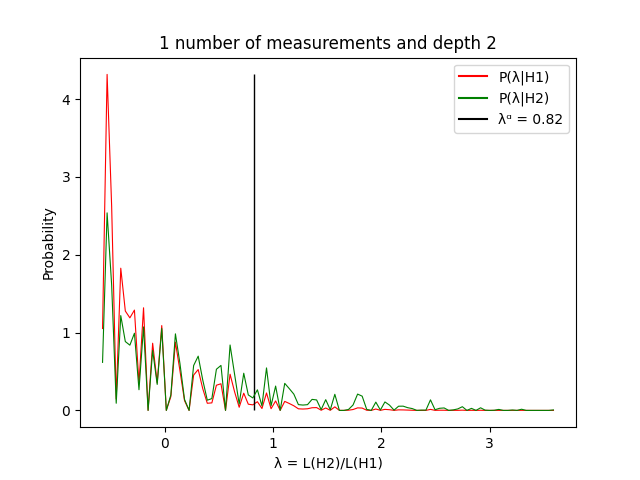 1 number of measurements and depth 2
P(λ|H1)
P(λ|H2)
λᵅ = 0.82
Probability
4
3
2
1
0
0
1
2
3
λ = L(H2)/L(H1)